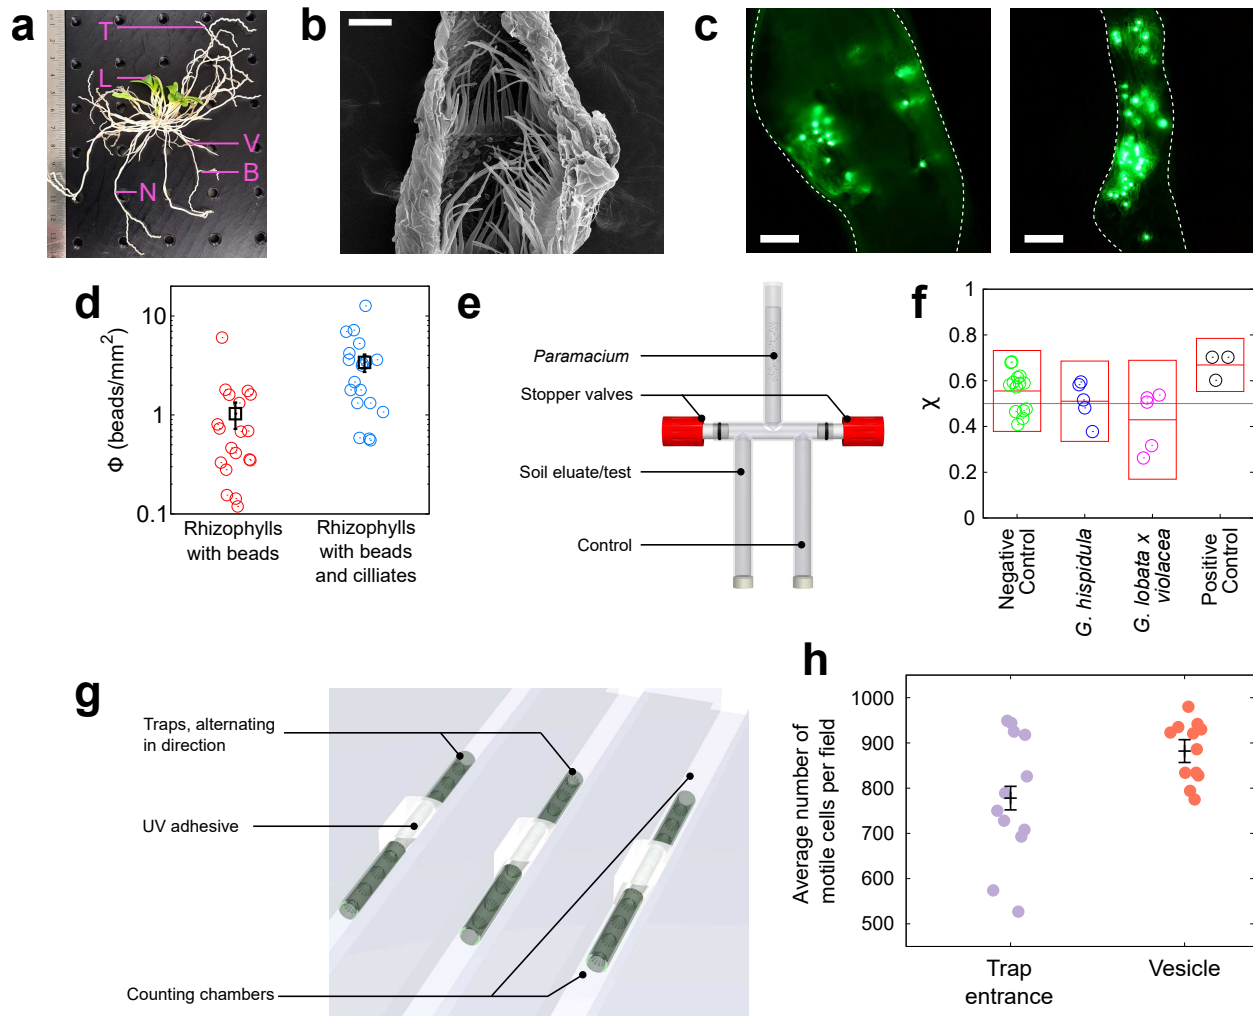 a
T
L
V
B
N
b
c
d
Φ (beads/mm²)
10
1
0.1
Rhizophylls
with beads
Rhizophylls
with beads
and cilliates
e
Paramacium
Stopper valves
Soil eluate/test
Control
f
χ
1
0.8
0.6
0.4
0.2
0
Negative
Control
G. hispidula
G. lobata x
violacea
Positive
Control
g
Traps, alternating
in direction
UV adhesive
Counting chambers
h
Average number of
motile cells per field
1000
900
800
700
600
500
Trap
entrance
Vesicle